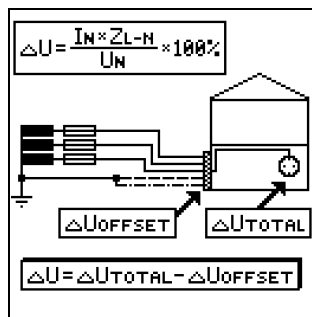 △U = IN×ZL-N / UN ×100%
△UOFFSET
△UTOTAL
△U=△UTOTAL-△UOFFSET